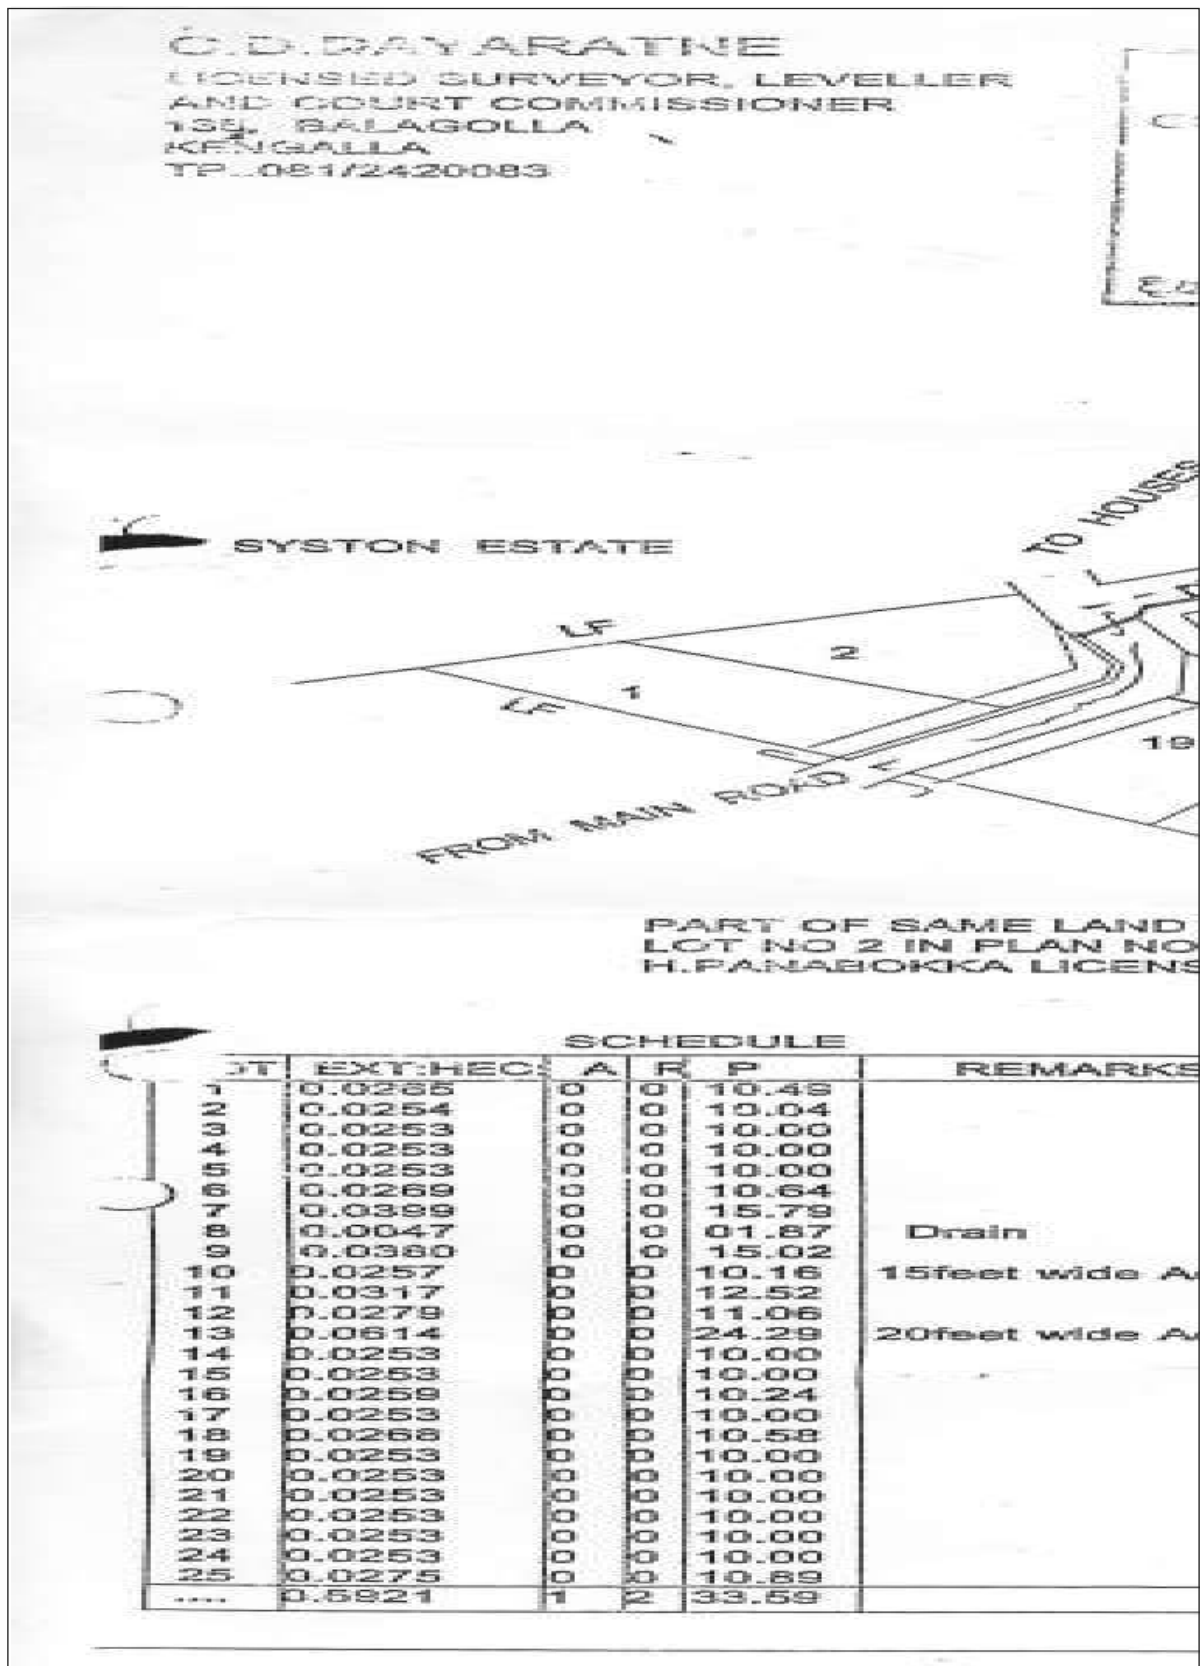 C.D.DAYARATNE
LICENSED SURVEYOR, LEVELLER
AND COURT COMMISSIONER
135, BALAGOLLA
KENGALLA
TP..081/2420083
TO HOUSES
SYSTON ESTATE
LF
2
1
LF
19
FROM MAIN ROAD
PART OF SAME LAND
LOT NO 2 IN PLAN NO
H.PANABOKKA LICENS
SCHEDULE
OT EXT:HECS A R P REMARKS
1 0.0265 0 0 10.49
2 0.0254 0 0 10.04
3 0.0253 0 0 10.00
4 0.0253 0 0 10.00
5 0.0253 0 0 10.00
6 0.0269 0 0 10.64
7 0.0399 0 0 15.79
8 0.0047 0 0 01.87 Drain
9 0.0380 0 0 15.02
10 0.0257 0 0 10.16 15feet wide A
11 0.0317 0 0 12.52
12 0.0279 0 0 11.06
13 0.0614 0 0 24.29 20feet wide A
14 0.0253 0 0 10.00
15 0.0253 0 0 10.00
16 0.0259 0 0 10.24
17 0.0253 0 0 10.00
18 0.0268 0 0 10.58
19 0.0253 0 0 10.00
20 0.0253 0 0 10.00
21 0.0253 0 0 10.00
22 0.0253 0 0 10.00
23 0.0253 0 0 10.00
24 0.0253 0 0 10.00
25 0.0275 0 0 10.89
.... 0.6921 1 2 33.59